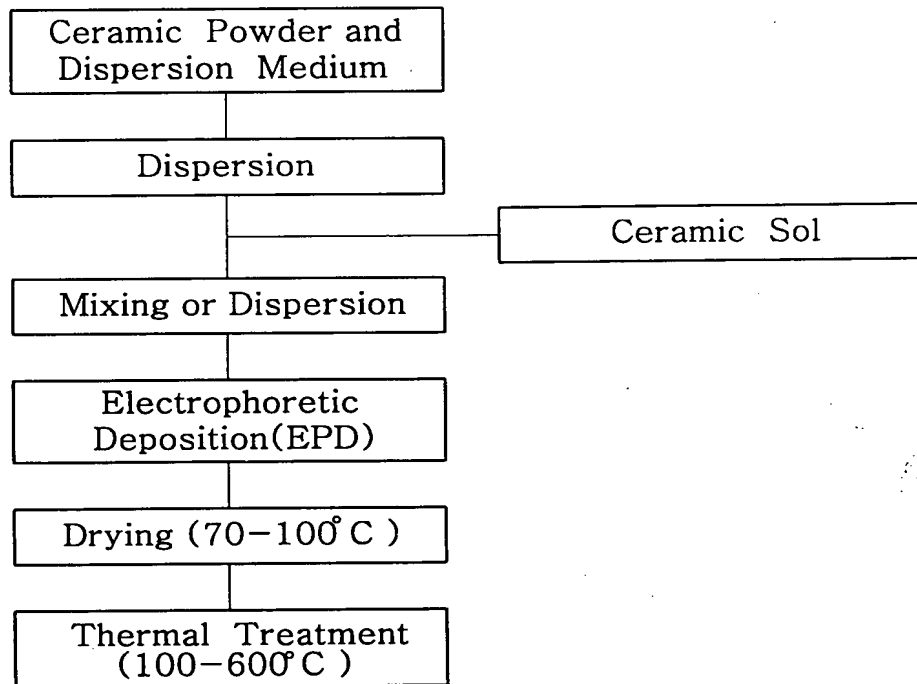 Ceramic Powder and
Dispersion Medium
Dispersion
Ceramic Sol
Mixing or Dispersion
Electrophoretic
Deposition(EPD)
Drying (70-100°C)
Thermal Treatment
(100-600°C)